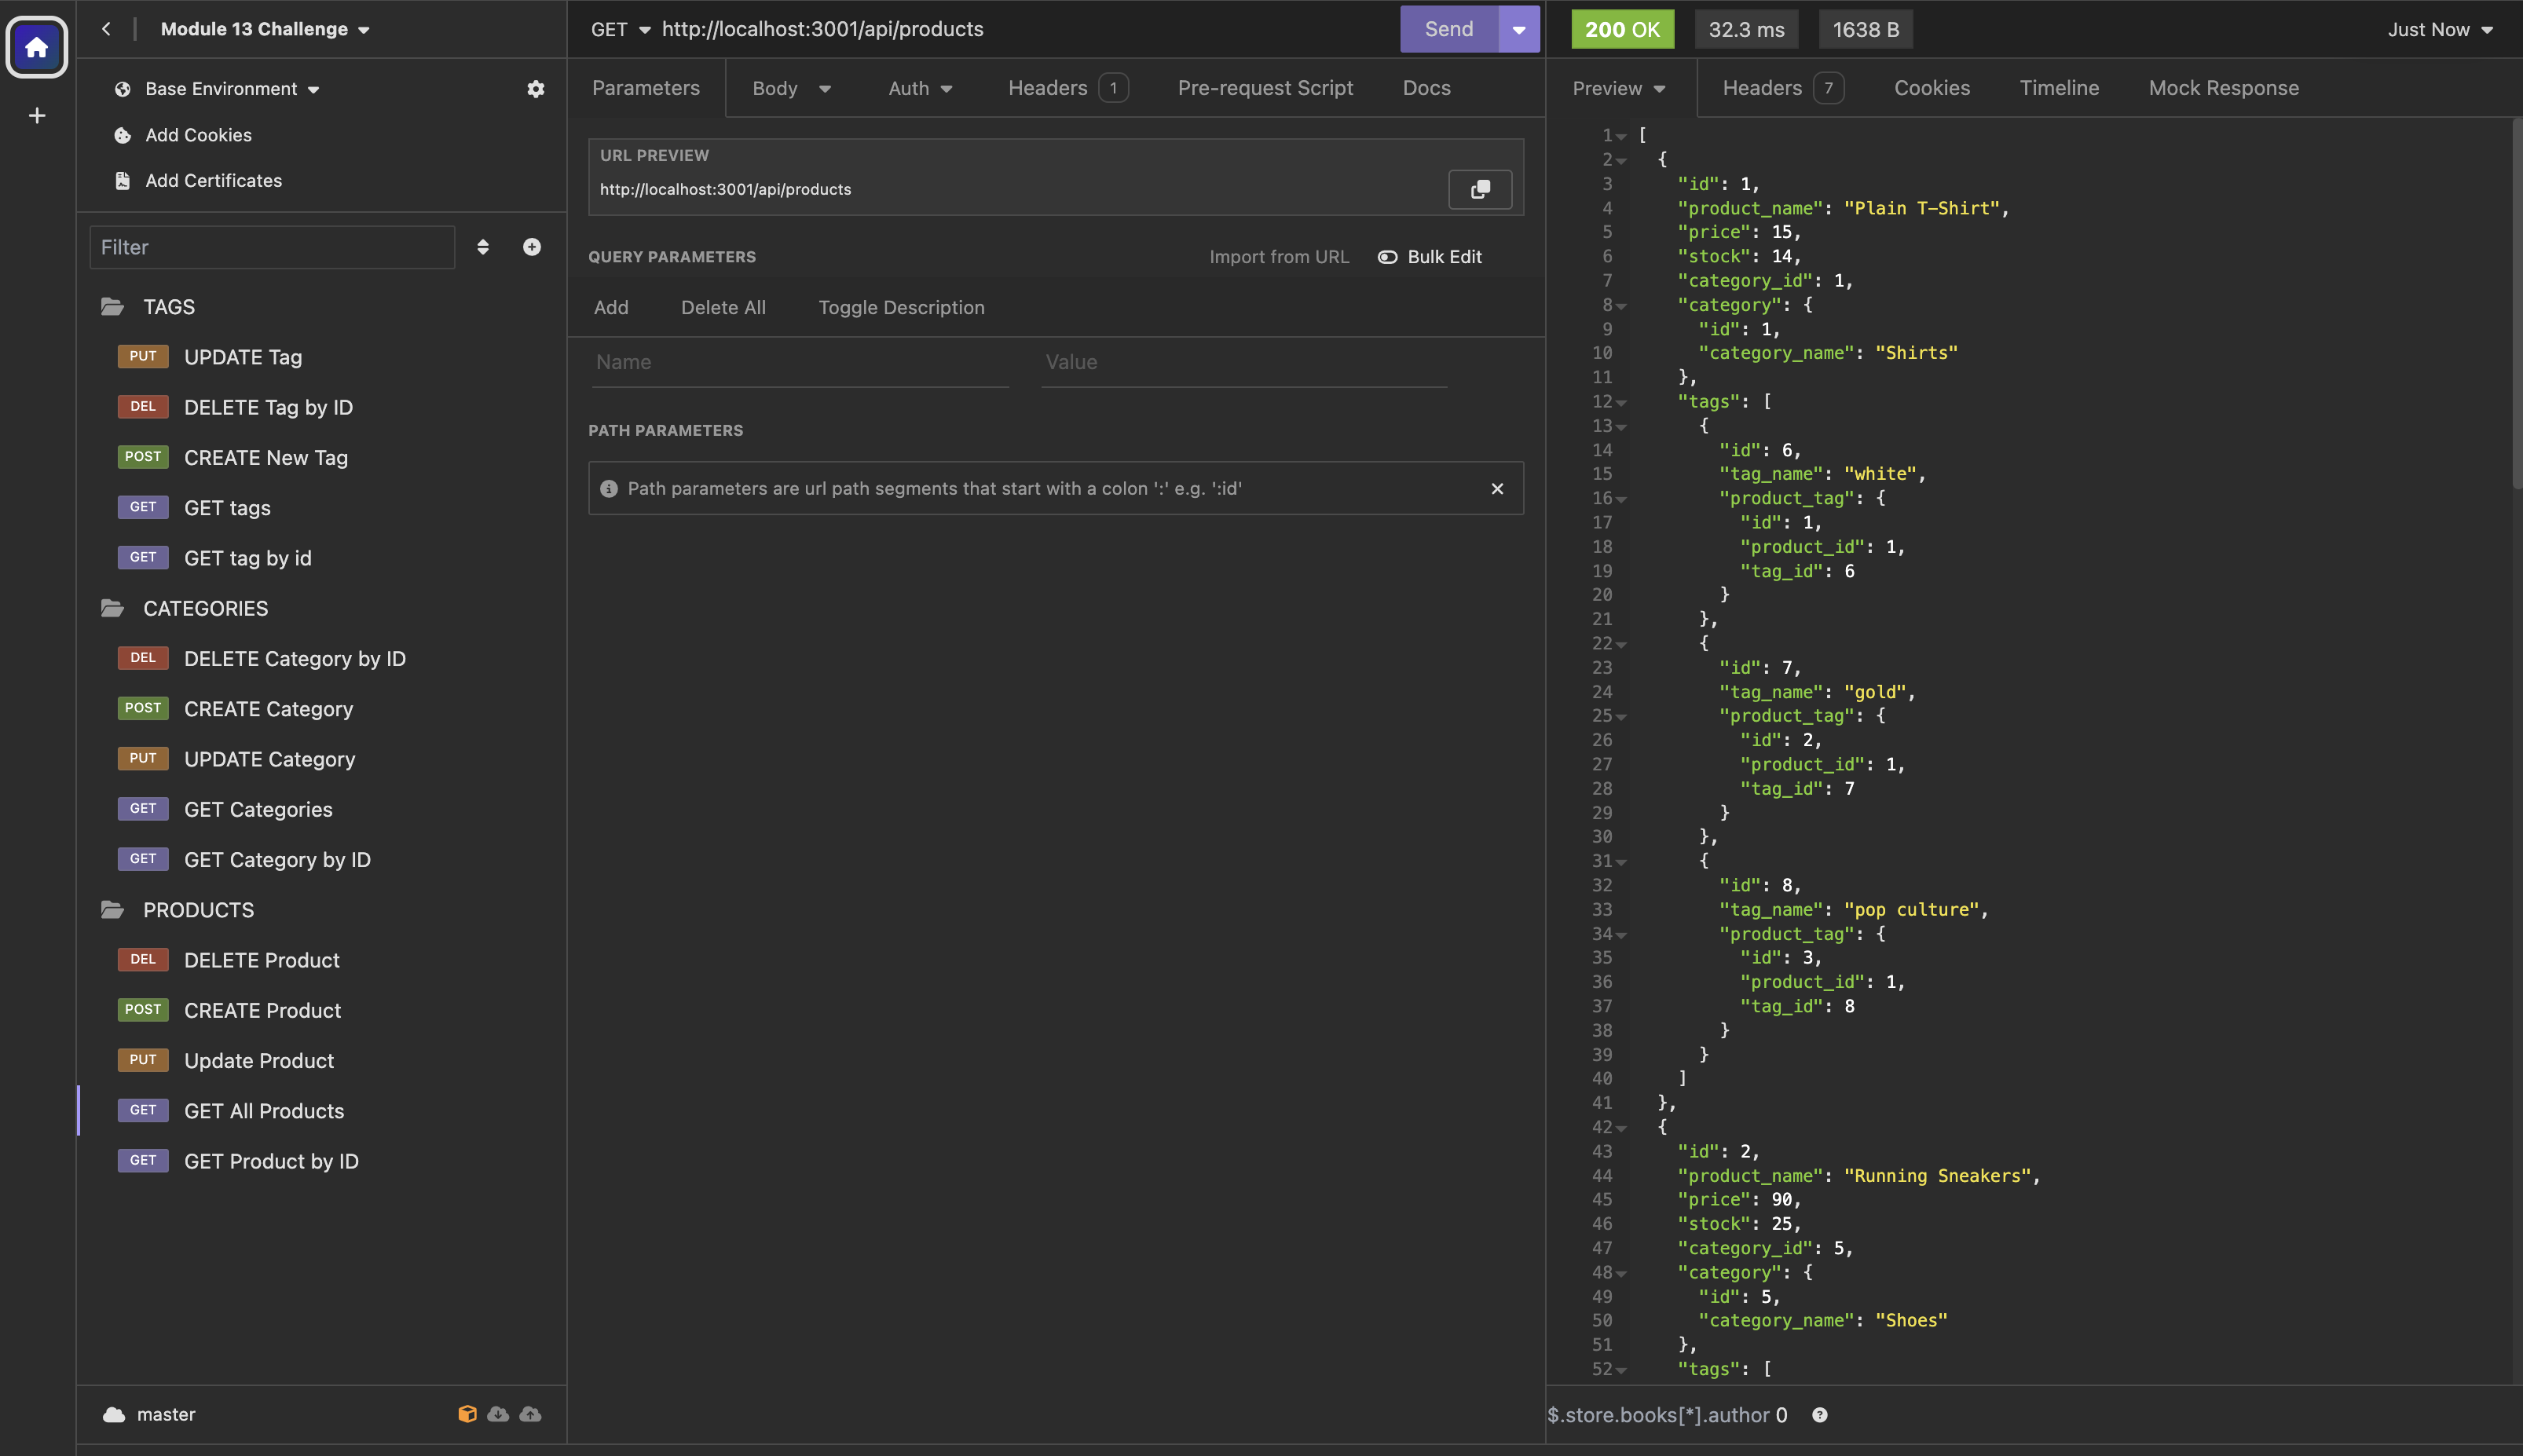 Module 13 Challenge
Base Environment
Add Cookies
Add Certificates
Filter
TAGS
PUT UPDATE Tag
DEL DELETE Tag by ID
POST CREATE New Tag
GET GET tags
GET GET tag by id
CATEGORIES
DEL DELETE Category by ID
POST CREATE Category
PUT UPDATE Category
GET GET Categories
GET GET Category by ID
PRODUCTS
DEL DELETE Product
POST CREATE Product
PUT Update Product
GET GET All Products
GET GET Product by ID
master
GET http://localhost:3001/api/products Send
Parameters Body Auth Headers 1 Pre-request Script Docs
URL PREVIEW
http://localhost:3001/api/products
QUERY PARAMETERS Import from URL Bulk Edit
Add Delete All Toggle Description
Name Value
PATH PARAMETERS
Path parameters are url path segments that start with a colon ':' e.g. ':id'
200 OK 32.3 ms 1638 B Just Now
Preview Headers 7 Cookies Timeline Mock Response
1 [
2 {
3 "id": 1,
4 "product_name": "Plain T-Shirt",
5 "price": 15,
6 "stock": 14,
7 "category_id": 1,
8 "category": {
9 "id": 1,
10 "category_name": "Shirts"
11 },
12 "tags": [
13 {
14 "id": 6,
15 "tag_name": "white",
16 "product_tag": {
17 "id": 1,
18 "product_id": 1,
19 "tag_id": 6
20 }
21 },
22 {
23 "id": 7,
24 "tag_name": "gold",
25 "product_tag": {
26 "id": 2,
27 "product_id": 1,
28 "tag_id": 7
29 }
30 },
31 {
32 "id": 8,
33 "tag_name": "pop culture",
34 "product_tag": {
35 "id": 3,
36 "product_id": 1,
37 "tag_id": 8
38 }
39 }
40 ]
41 },
42 {
43 "id": 2,
44 "product_name": "Running Sneakers",
45 "price": 90,
46 "stock": 25,
47 "category_id": 5,
48 "category": {
49 "id": 5,
50 "category_name": "Shoes"
51 },
52 "tags": [
$.store.books[*].author 0